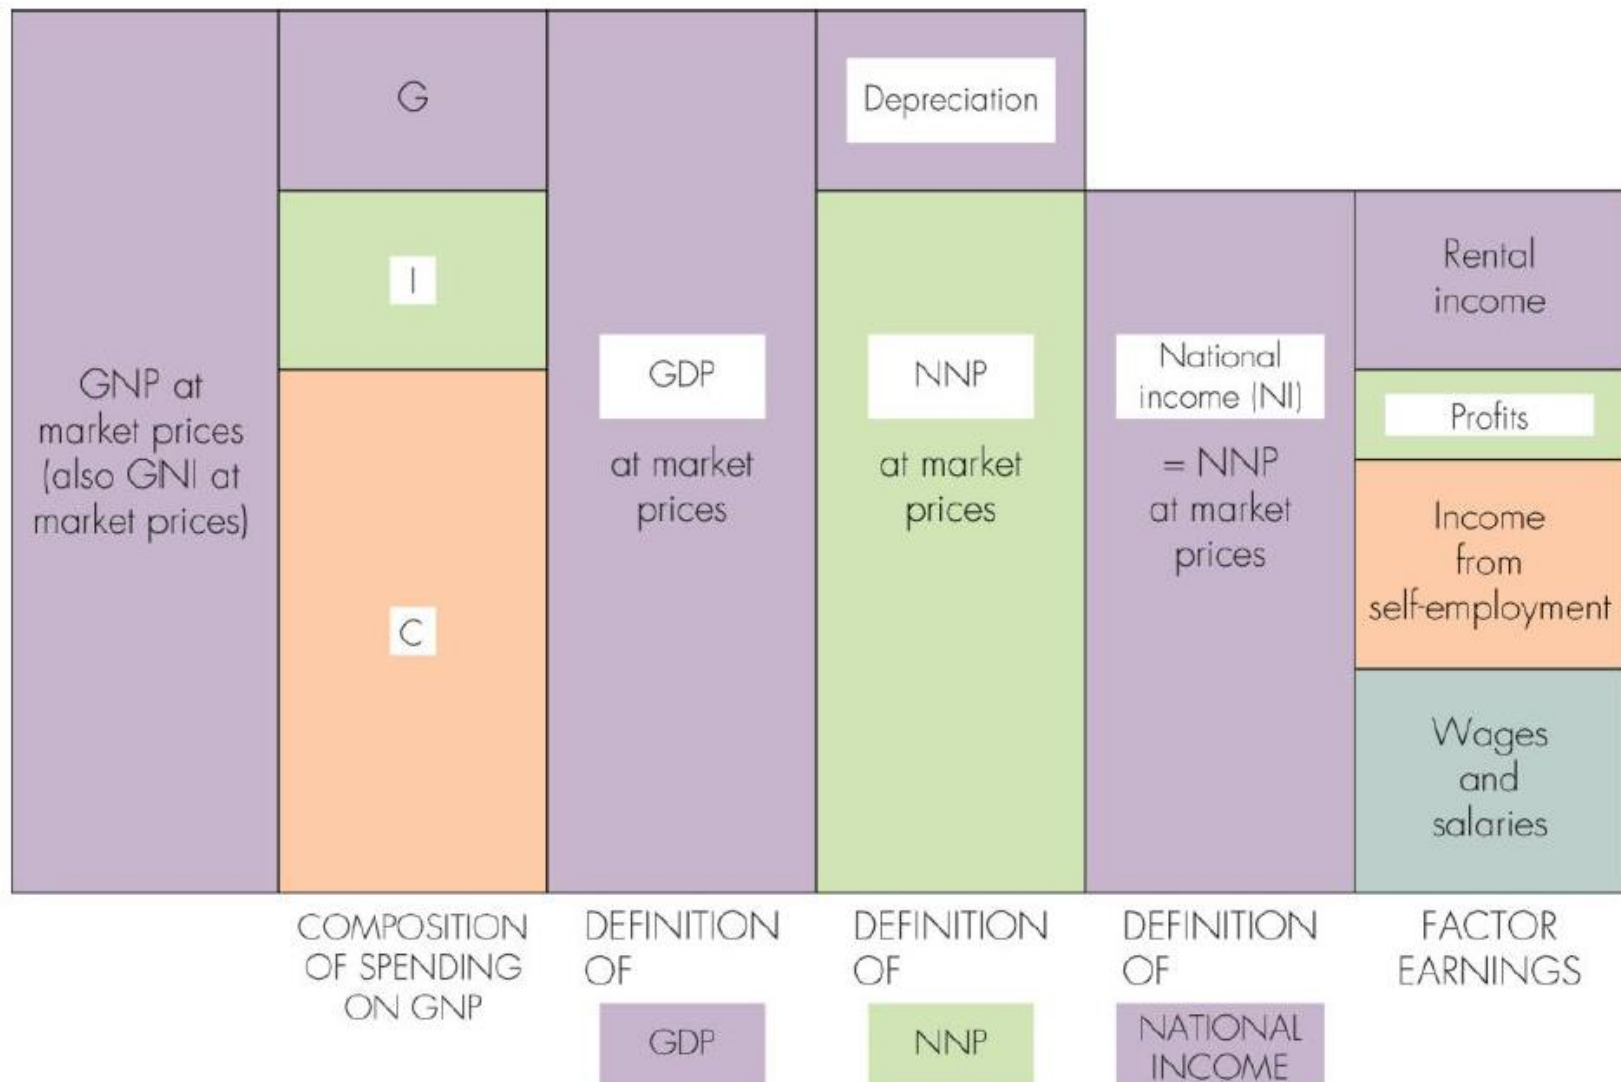 GNP at
market prices
(also GNI at
market prices)
G
I
C
GDP
at market
prices
Depreciation
NNP
at market
prices
National
income (NI)
= NNP
at market
prices
Rental
income
Profits
Income
from
self-employment
Wages
and
salaries
COMPOSITION
OF SPENDING
ON GNP
DEFINITION
OF
GDP
DEFINITION
OF
NNP
DEFINITION
OF
NATIONAL
INCOME
FACTOR
EARNINGS